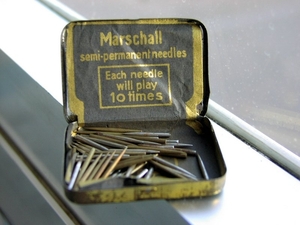 Marschall
semi-permanent needles
Each needle
will play
10 times